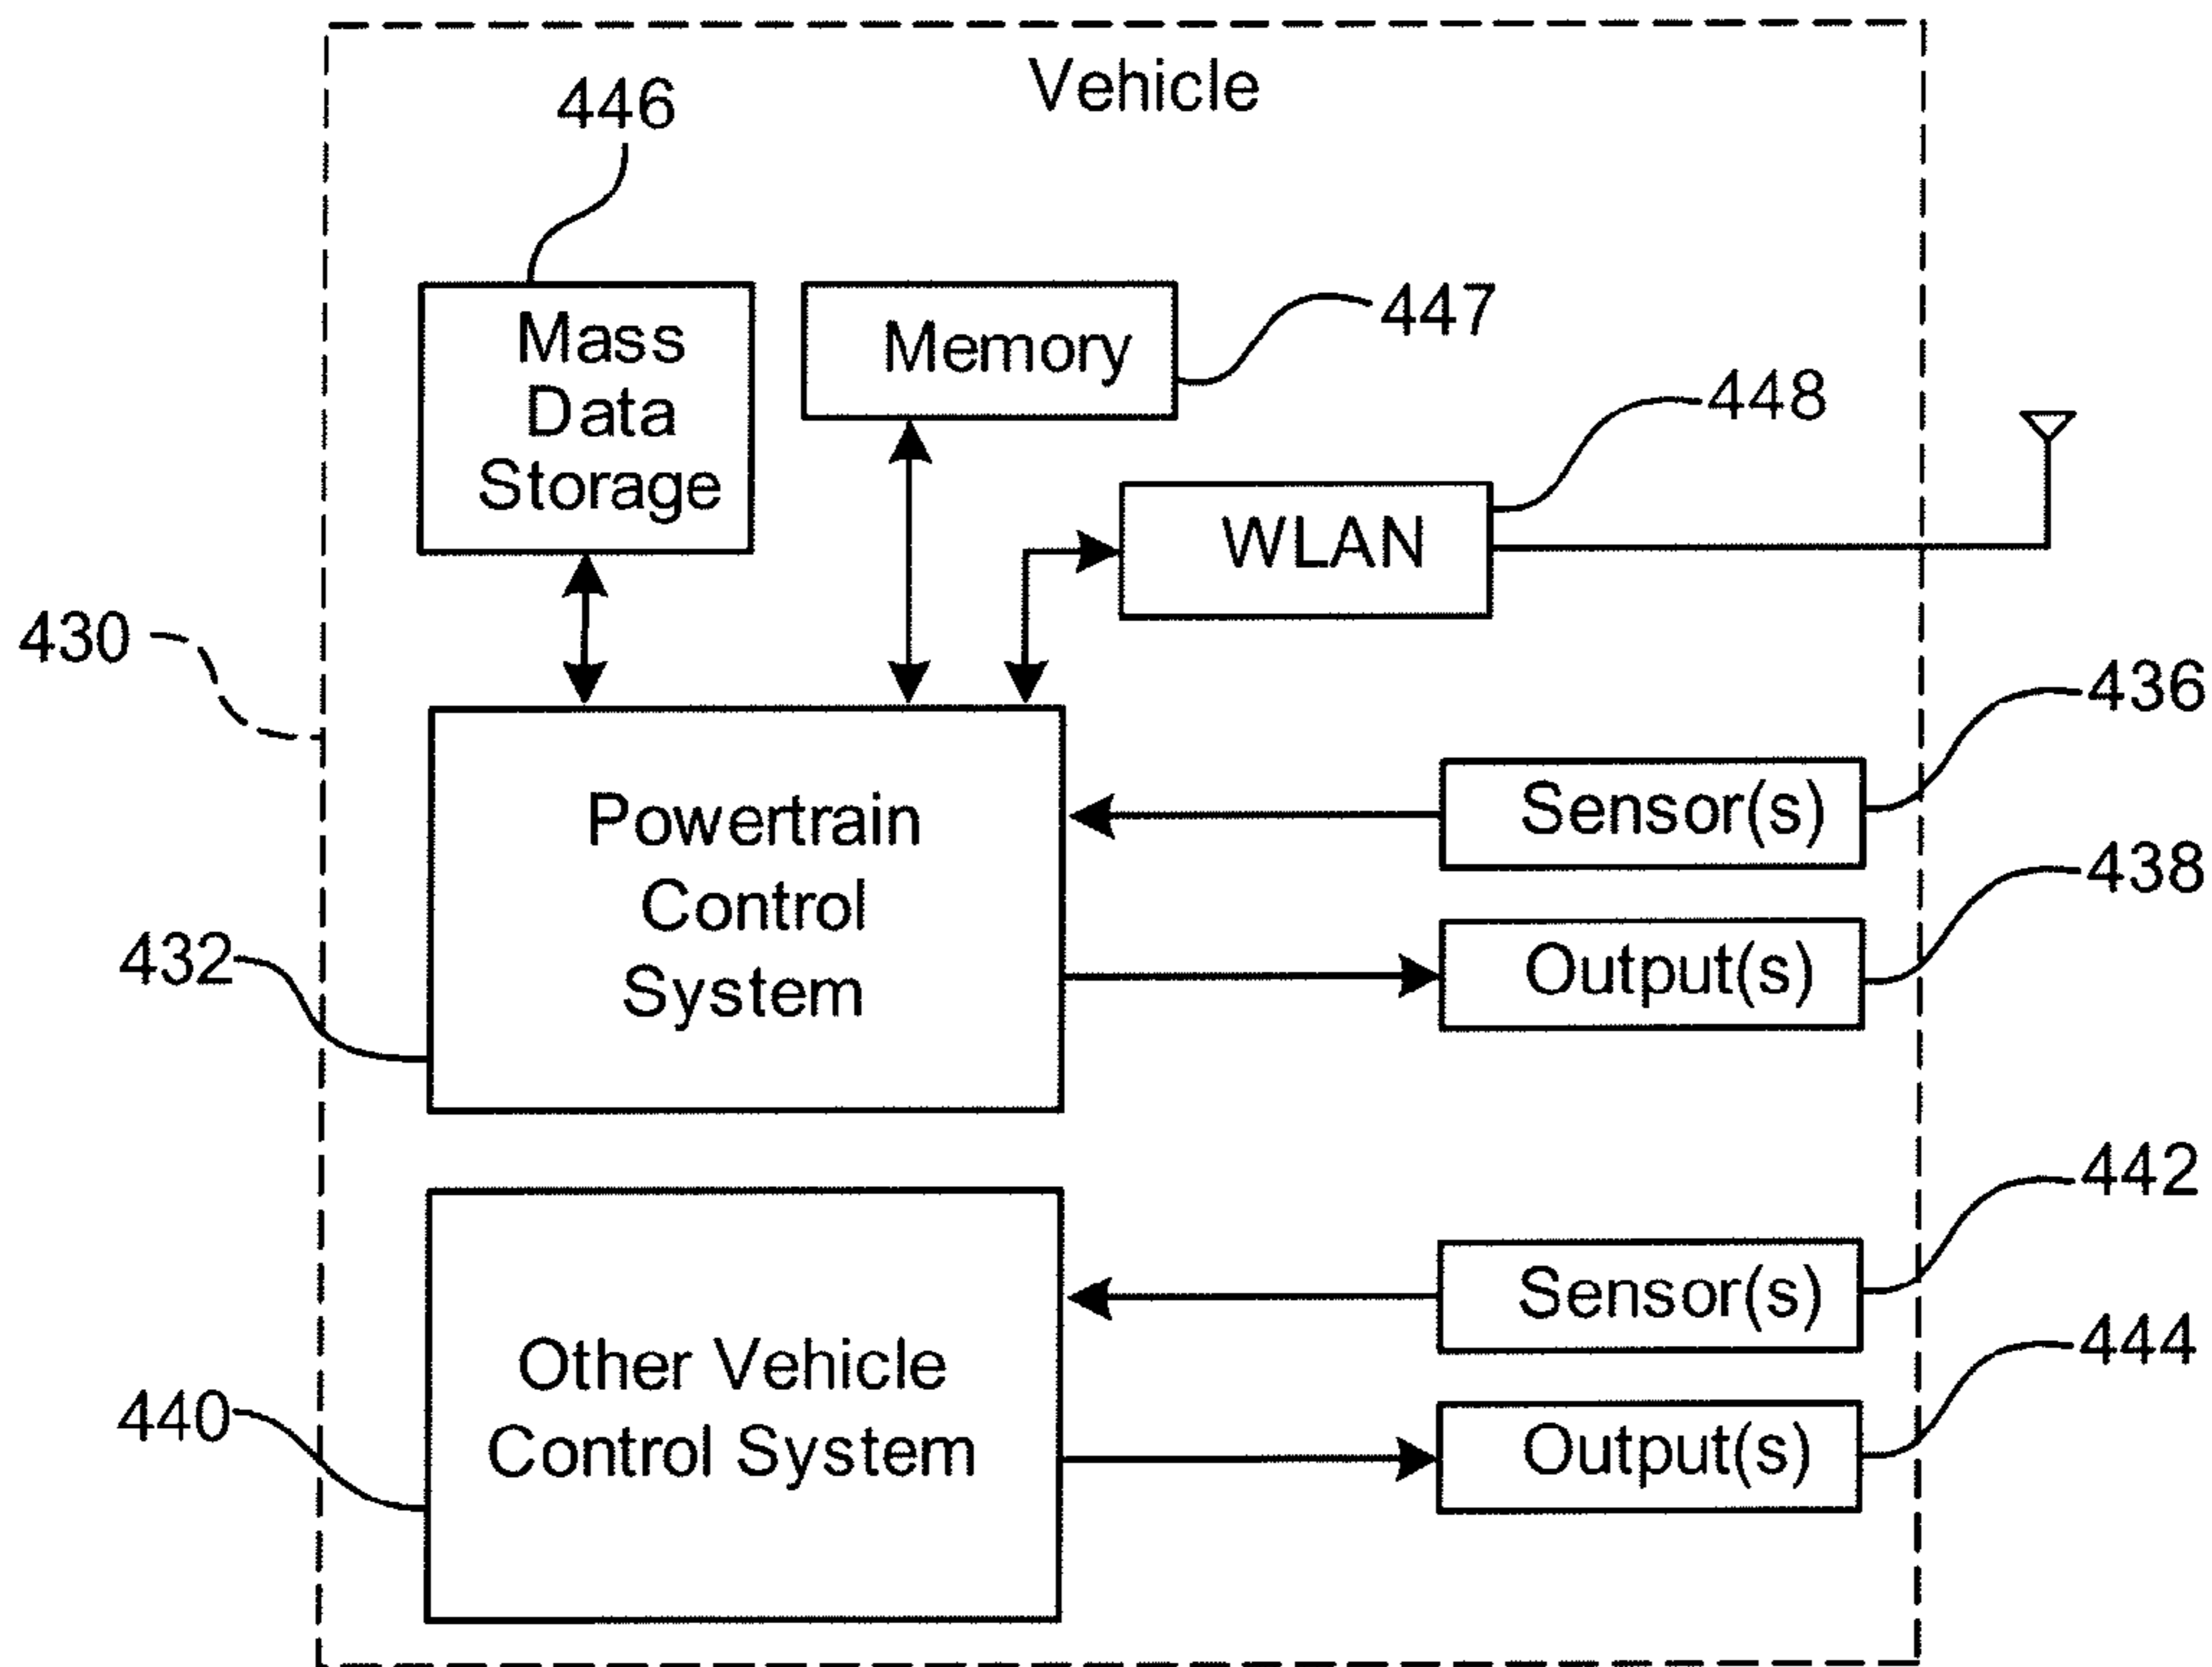 Vehicle
446
Mass
Data
Storage
Memory
447
448
WLAN
430
436
Sensor(s)
Powertrain
Control
System
438
Output(s)
432
442
Sensor(s)
Other Vehicle
Control System
444
Output(s)
440